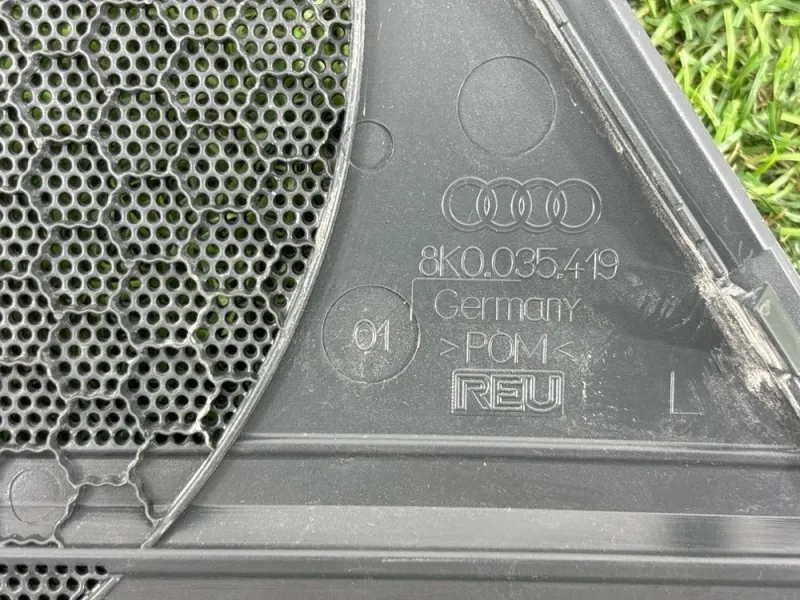 8K0.035.419
Germany
01
>POM<
REU
L